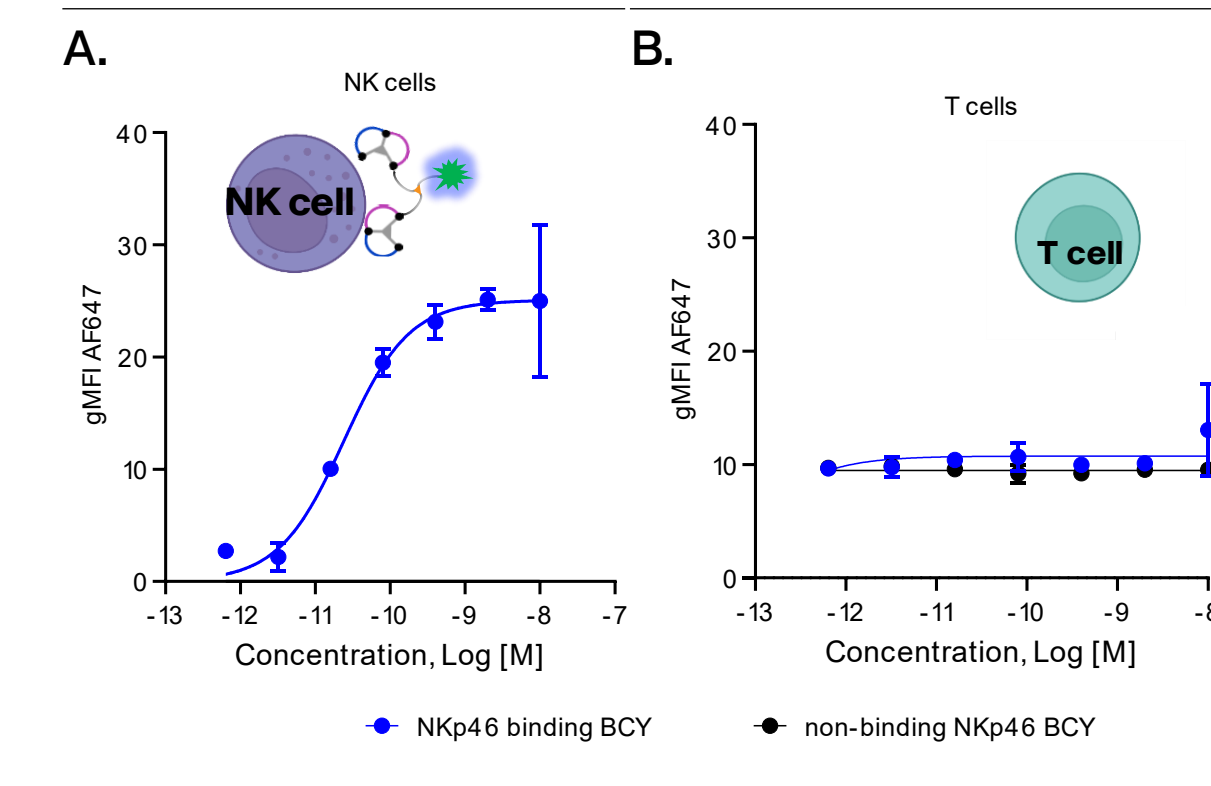 A.
NK cells
40
30
20
10
0
gMFI AF647
NK cell
-13 -12 -11 -10 -9 -8 -7
Concentration, Log [M]
B.
T cells
40
30
20
10
0
gMFI AF647
T cell
-13 -12 -11 -10 -9 -8
Concentration, Log [M]
NKp46 binding BCY
non-binding NKp46 BCY